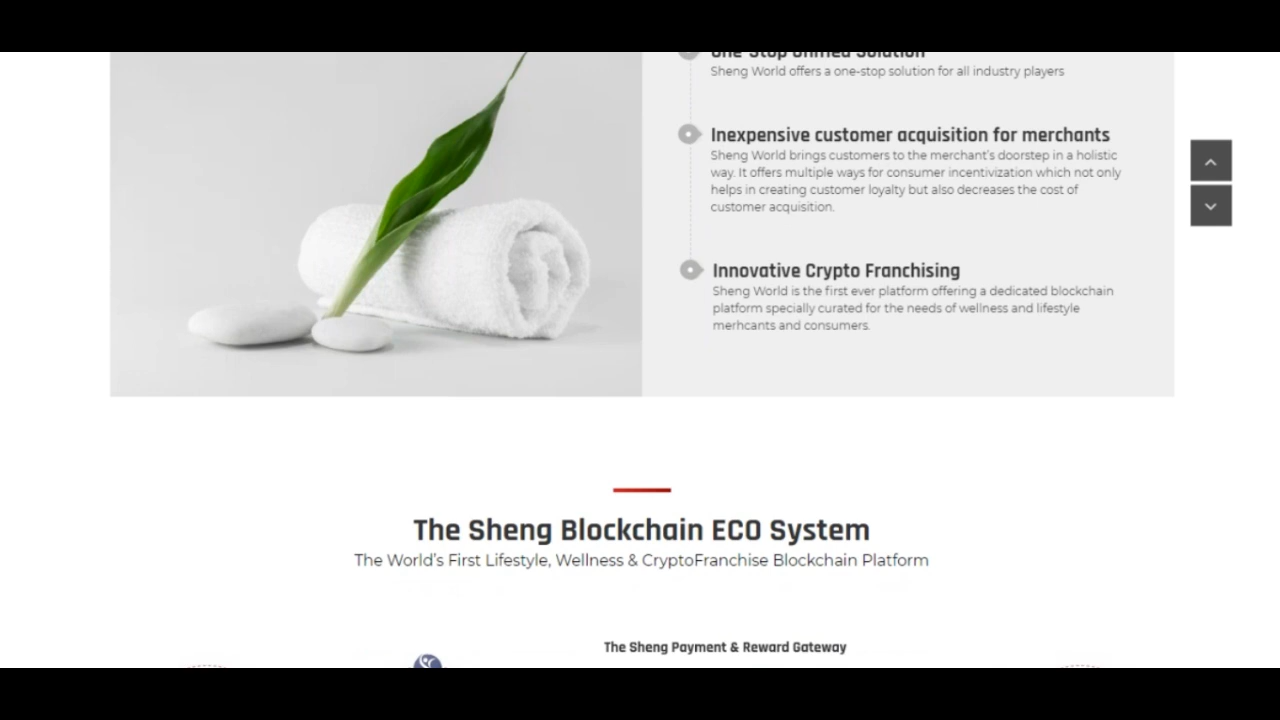 One-Stop Unified Solution
Sheng World offers a one-stop solution for all industry players
Inexpensive customer acquisition for merchants
Sheng World brings customers to the merchant's doorstep in a holistic
way. It offers multiple ways for consumer incentivization which not only
helps in creating customer loyalty but also decreases the cost of
customer acquisition.
Innovative Crypto Franchising
Sheng World is the first ever platform offering a dedicated blockchain
platform specially curated for the needs of wellness and lifestyle
merhcants and consumers.
The Sheng Blockchain ECO System
The World's First Lifestyle, Wellness & CryptoFranchise Blockchain Platform
The Sheng Payment & Reward Gateway